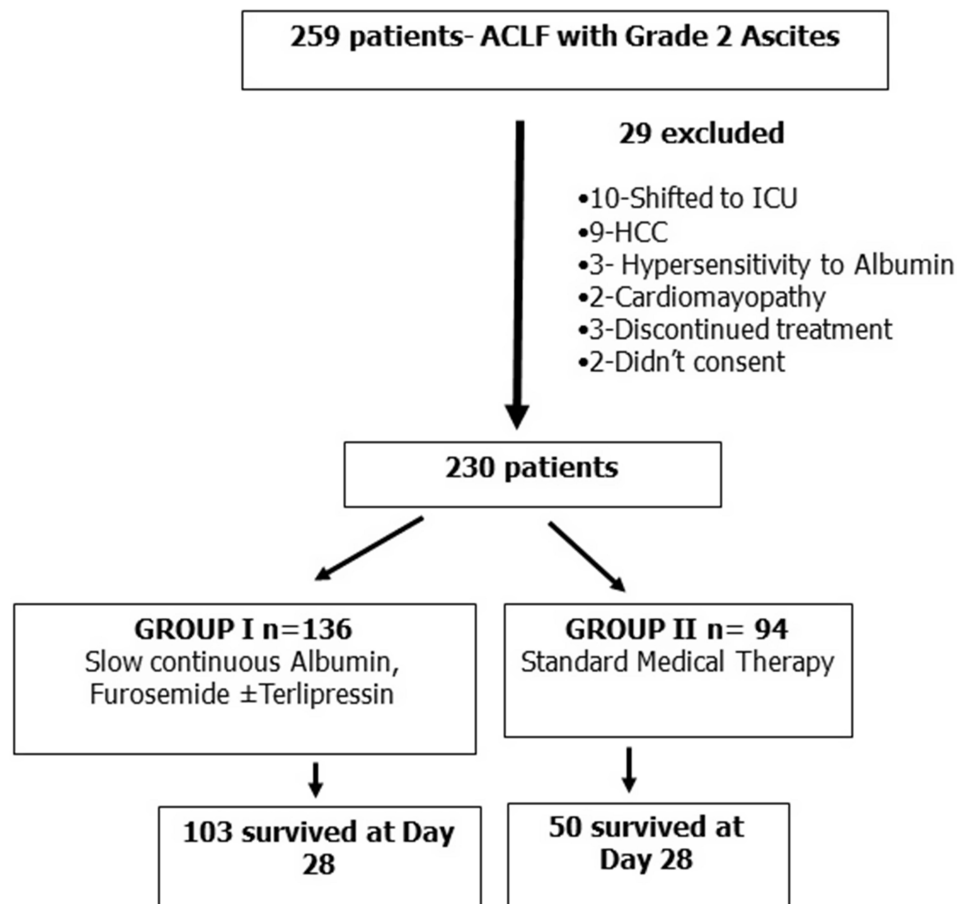 259 patients- ACLF with Grade 2 Ascites
29 excluded
•10-Shifted to ICU
•9-HCC
•3- Hypersensitivity to Albumin
•2-Cardiomayopathy
•3-Discontinued treatment
•2-Didn't consent
230 patients
GROUP I n=136
Slow continuous Albumin,
Furosemide ±Terlipressin
GROUP II n= 94
Standard Medical Therapy
103 survived at Day
28
50 survived at
Day 28